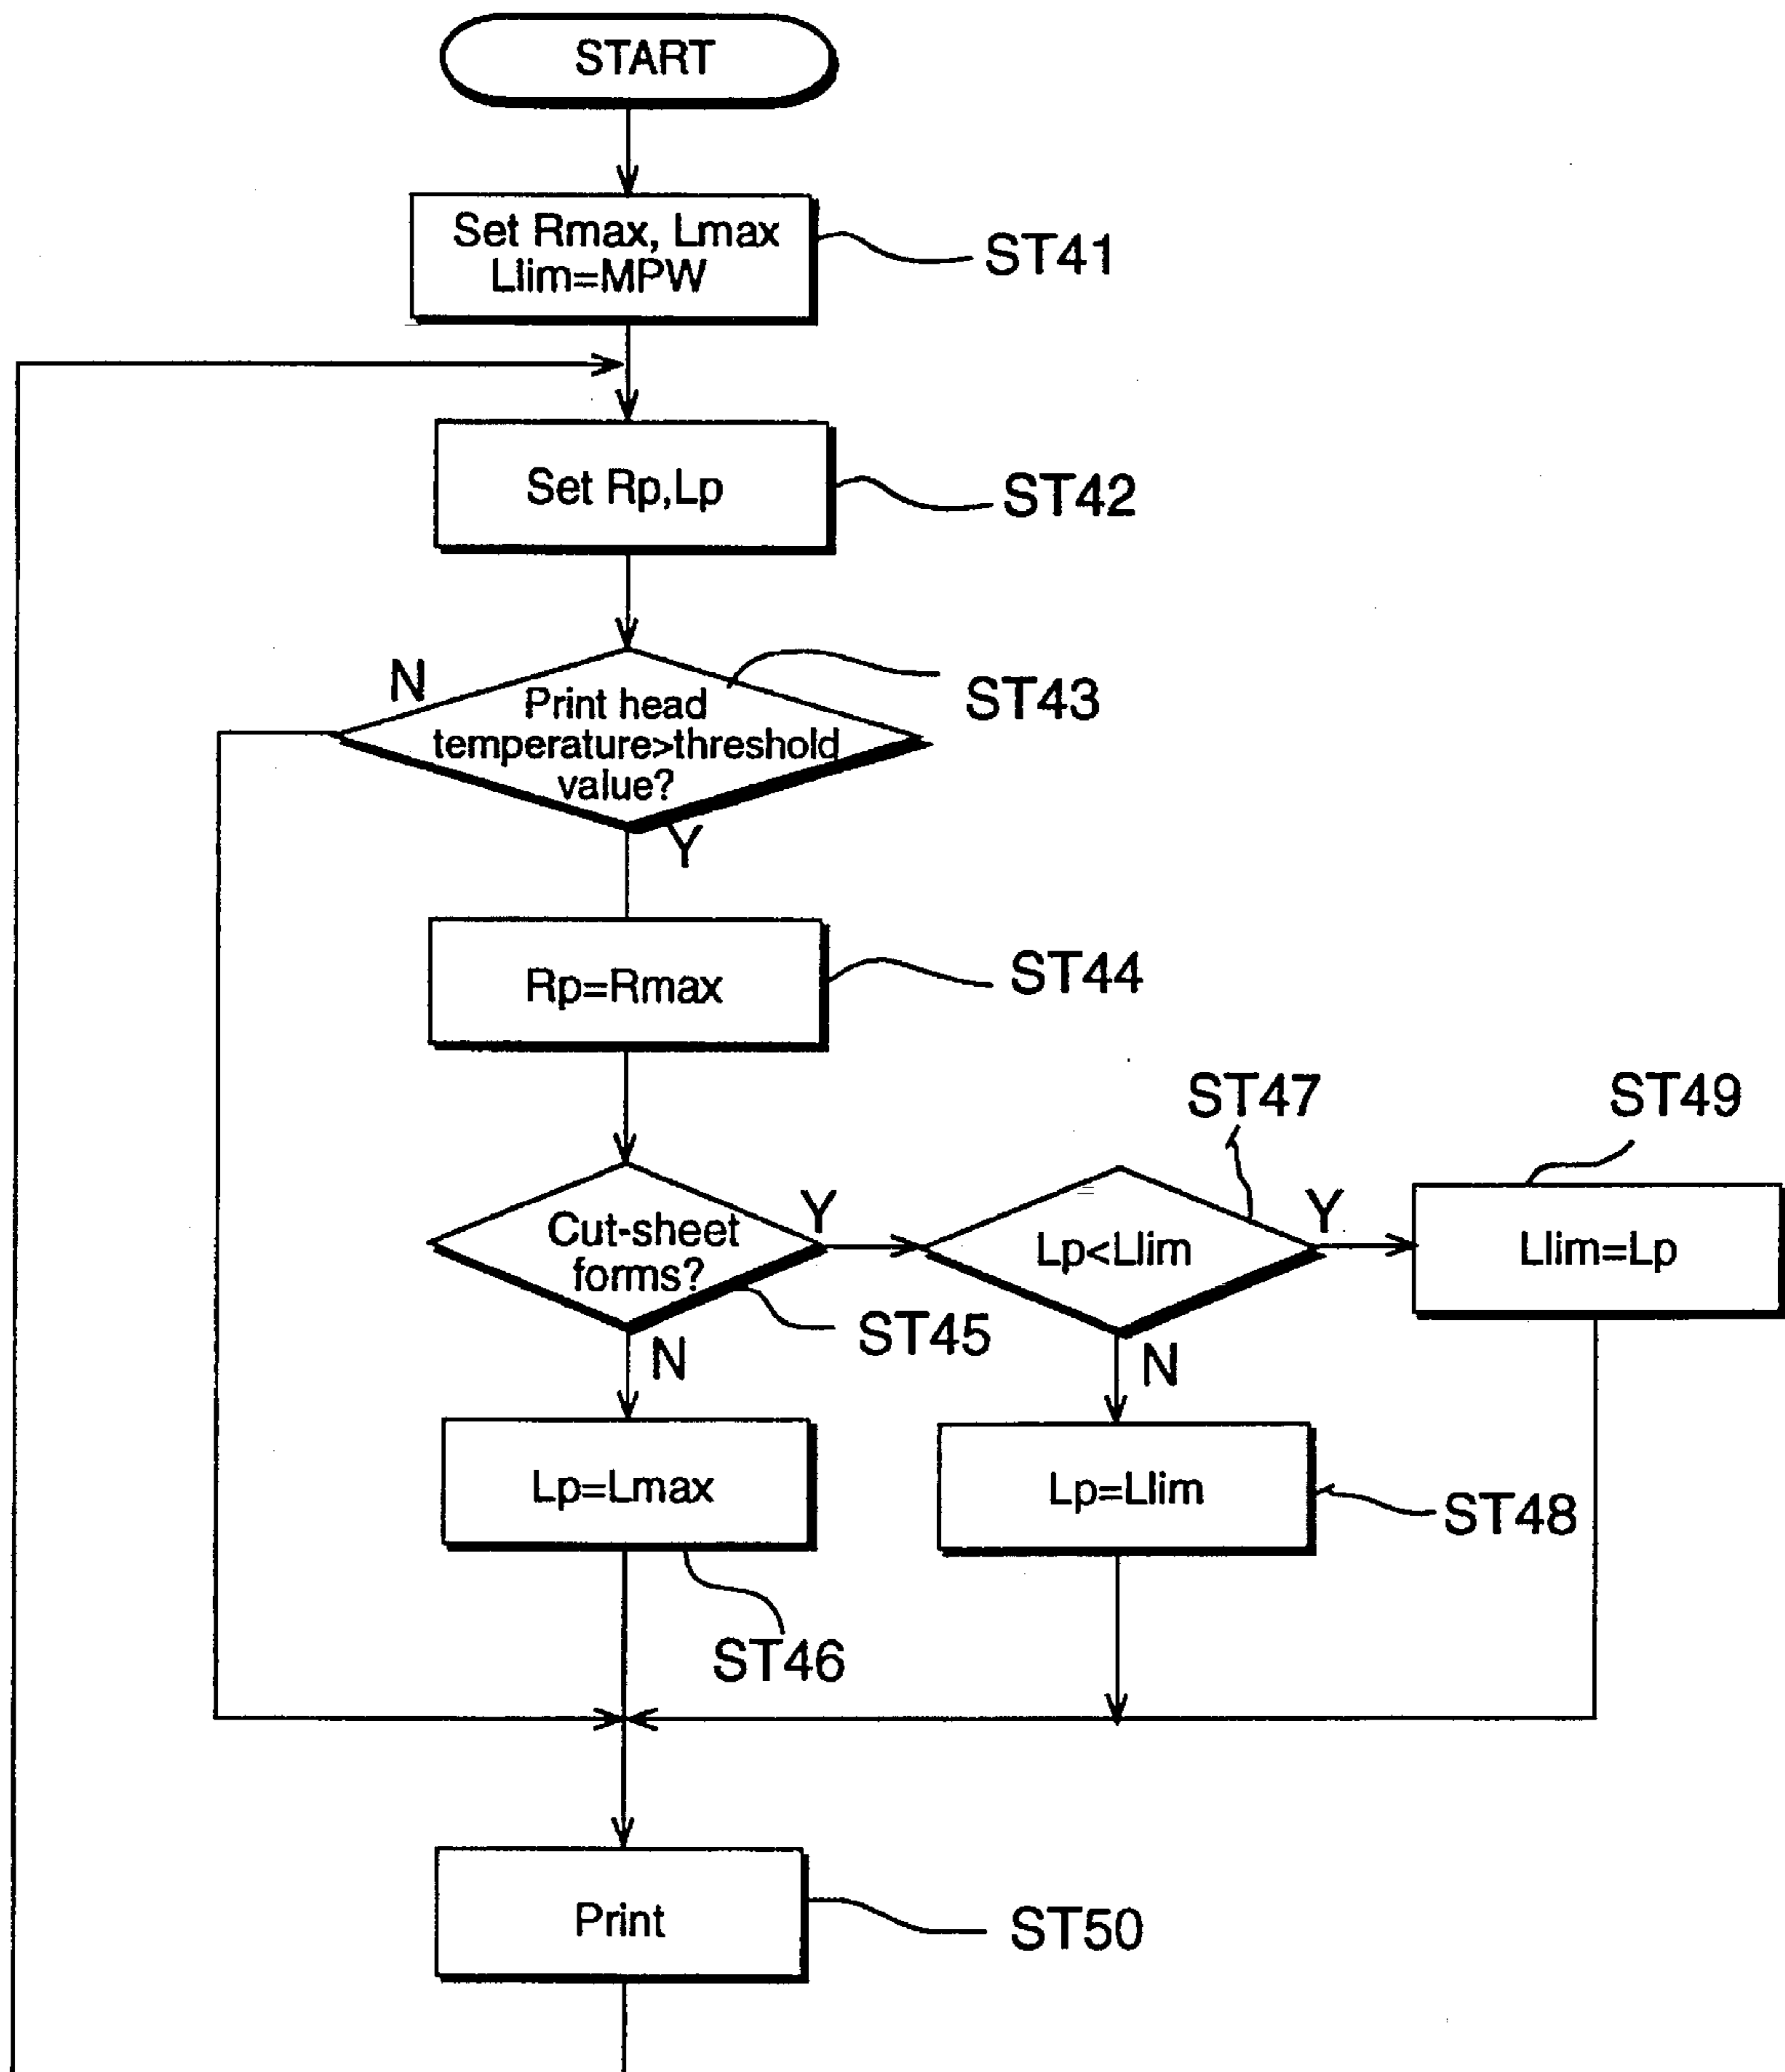 START
Set Rmax, Lmax
Llim=MPW
ST41
Set Rp,Lp
ST42
N
Print head
temperature>threshold
value?
ST43
Y
Rp=Rmax
ST44
Cut-sheet
forms?
Y
ST45
N
ST47
Lp<Llim
Y
N
ST49
Llim=Lp
Lp=Lmax
ST46
Lp=Llim
ST48
Print
ST50